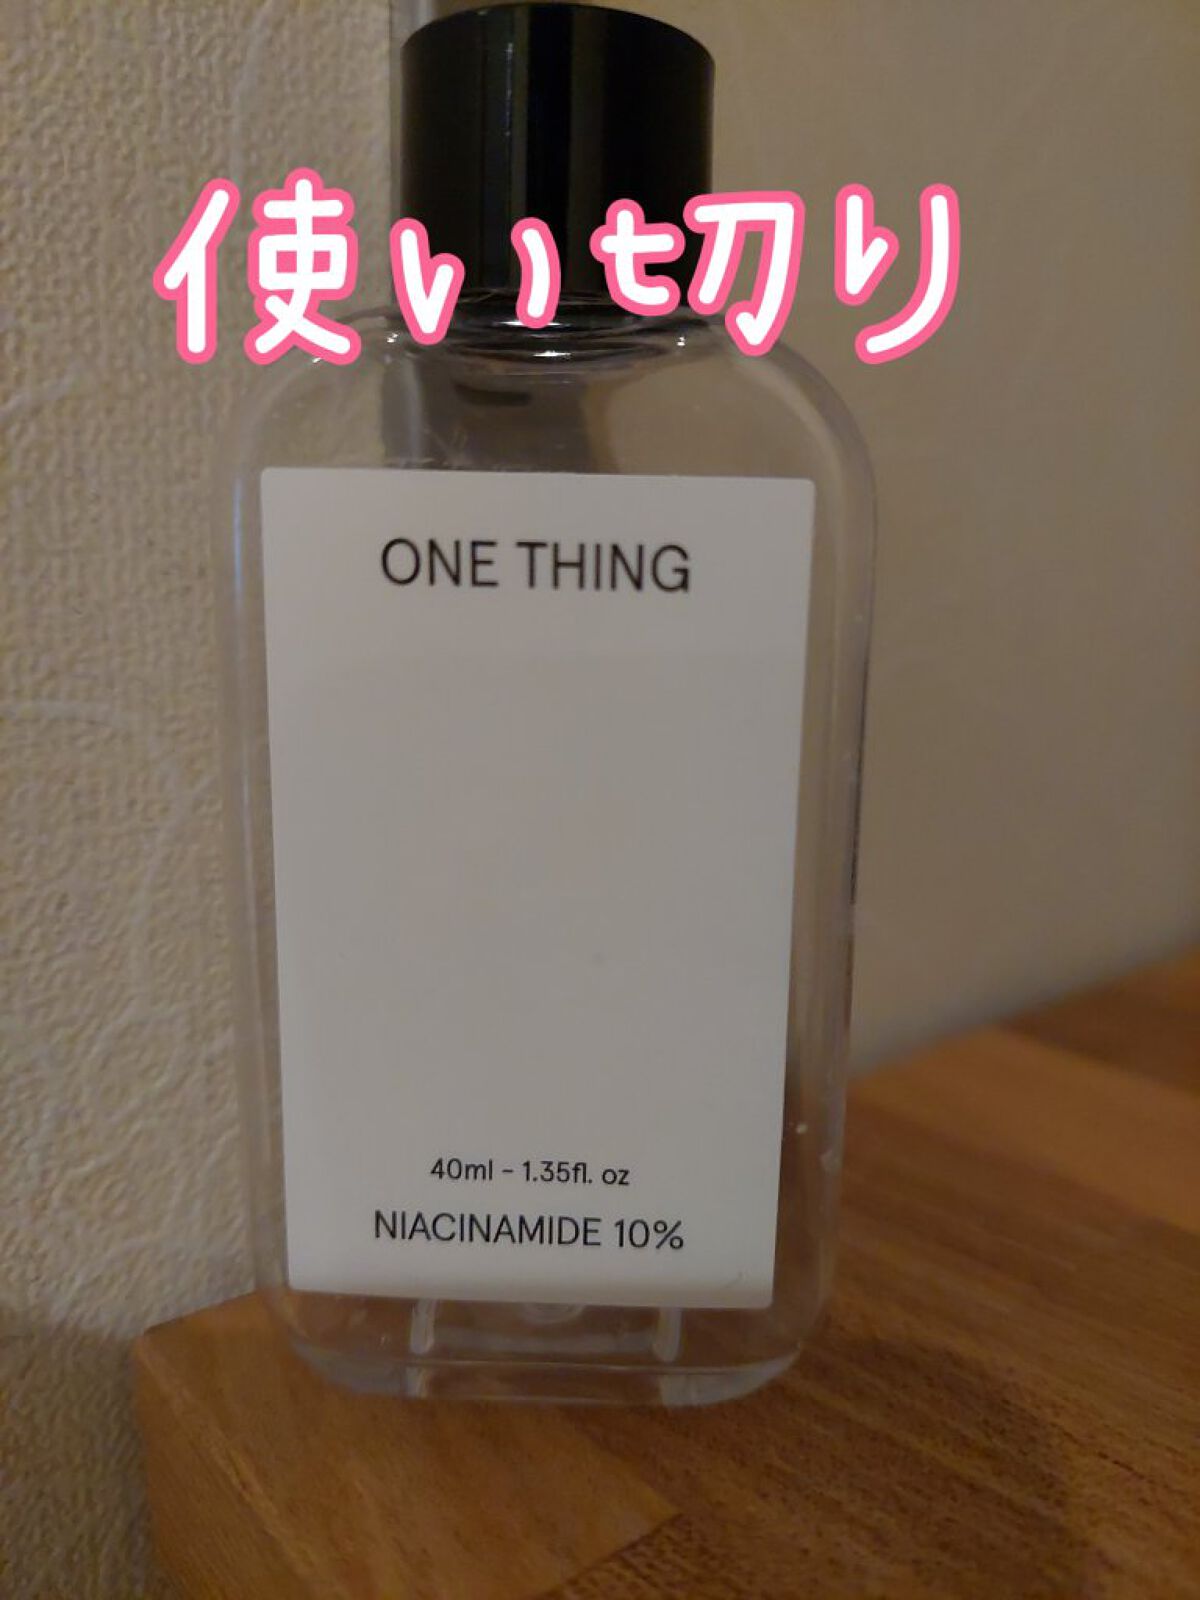 使い切り
ONE THING
40ml - 1.35fl. oz
NIACINAMIDE 10%